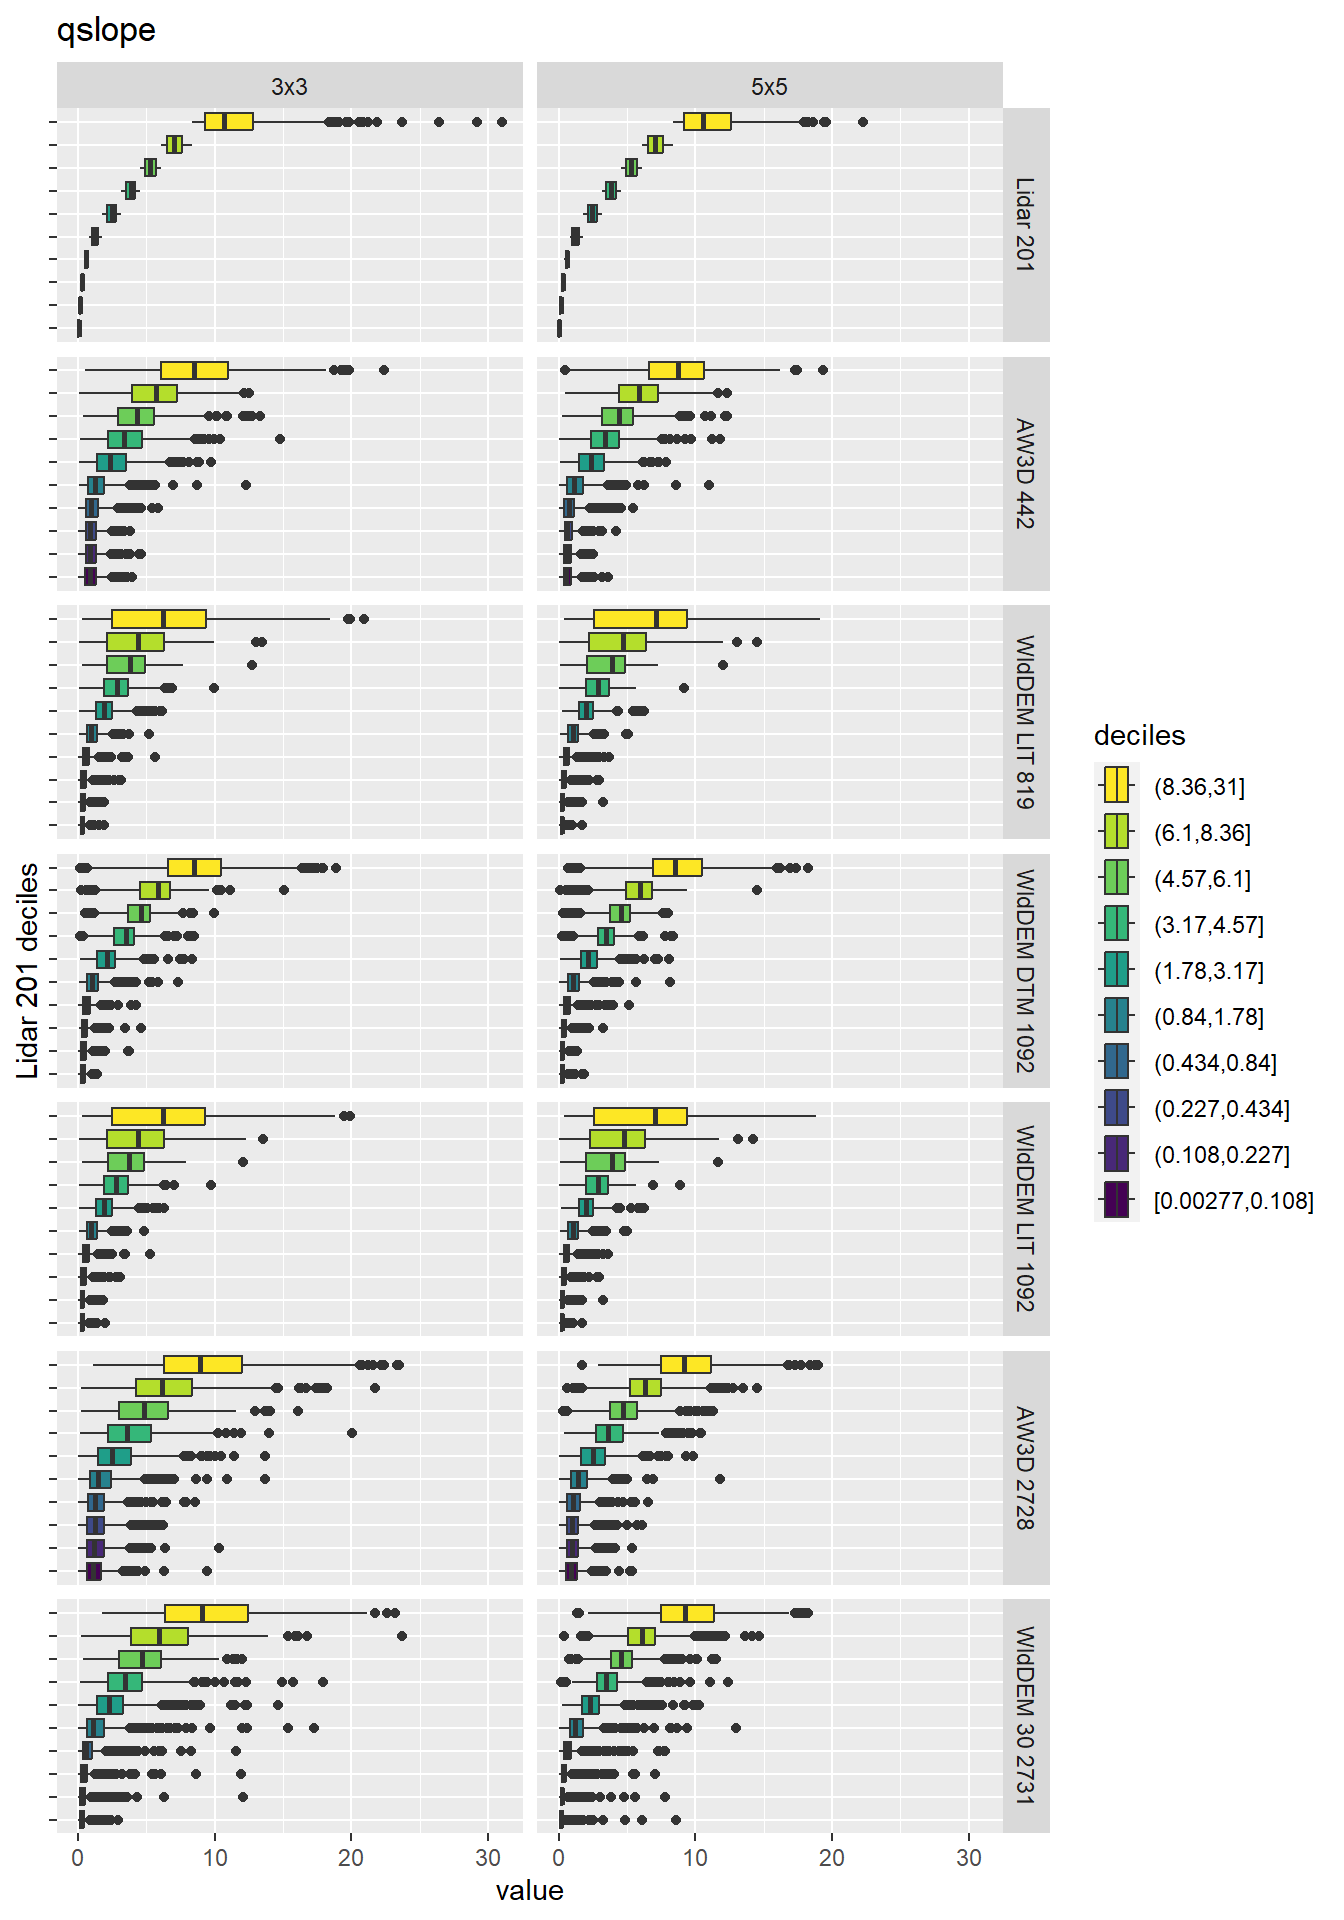 qslope
3x3
5x5
Lidar 201
AW3D 442
WldDEM LIT 819
WldDEM DTM 1092
WldDEM LIT 1092
AW3D 2728
WldDEM 30 2731
Lidar 201 deciles
0 10 20 30
0 10 20 30
value
deciles
(8.36,31]
(6.1,8.36]
(4.57,6.1]
(3.17,4.57]
(1.78,3.17]
(0.84,1.78]
(0.434,0.84]
(0.227,0.434]
(0.108,0.227]
[0.00277,0.108]